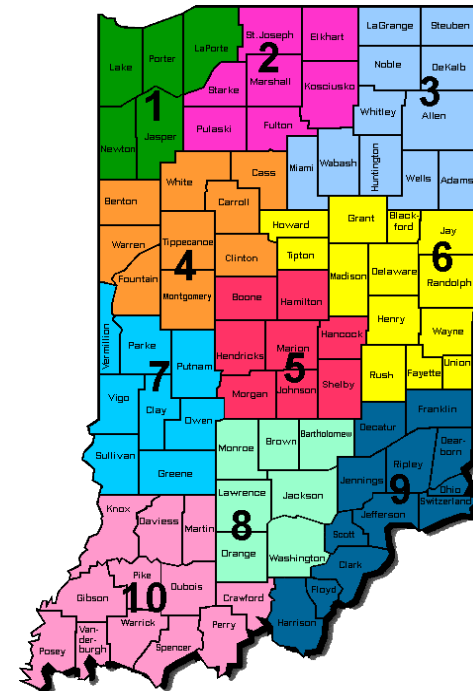 LaGrange
Steuben
St.Joseph
Elkhart
LaPorte
Porter
Lake
2
Noble
DeKalb
Marshall
Kosciusko
Starke
3
1
Whitley
Allen
Jasper
Pulaski
Fulton
Newton
Miami
Wabash
Huntington
Wells
Adams
White
Cass
Benton
Carroll
Howard
Grant
Black-
ford
Jay
Warren
Tippecanoe
6
4
Clinton
Tipton
Madison
Delaware
Randolph
Fountain
Montgomery
Boone
Hamilton
Henry
Wayne
Vermillion
Parke
Putnam
Hendricks
Marion
Hancock
5
Union
7
Rush
Fayette
Vigo
Clay
Morgan
Johnson
Shelby
Owen
Franklin
Decatur
Sullivan
Monroe
Brown
Bartholomew
Dear-
born
Ripley
Greene
Jennings
9
Ohio
Knox
Lawrence
Jackson
Switzerland
Daviess
Martin
8
Jefferson
Scott
Orange
Washington
Pike
Dubois
Clark
Gibson
10
Crawford
Floyd
Harrison
Warrick
Perry
Van-
der-
burgh
Posey
Spencer